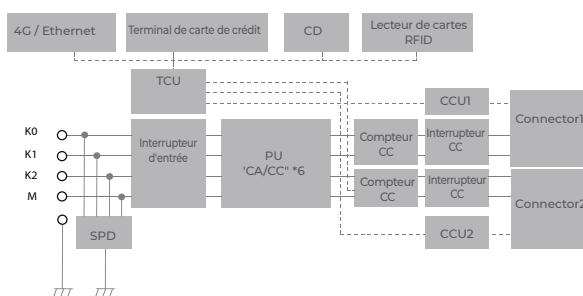 4G / Ethernet
Terminal de carte de crédit
CD
Lecteur de cartes
RFID
TCU
CCU1
Connector1
K0
K1
K2
M
Interrupteur
d'entrée
PU
'CA/CC" *6
Compteur
CC
Interrupteur
CC
Compteur
CC
Interrupteur
CC
Connector2
SPD
CCU2